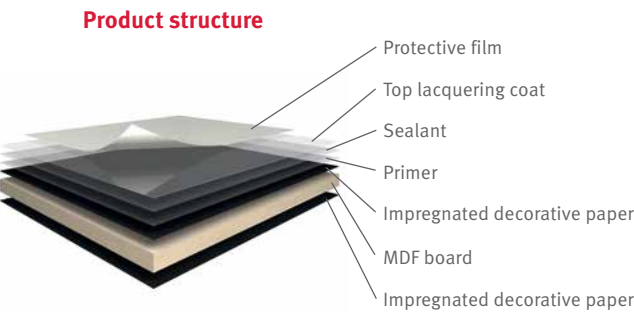 Product structure
Protective film
Top lacquering coat
Sealant
Primer
Impregnated decorative paper
MDF board
Impregnated decorative paper